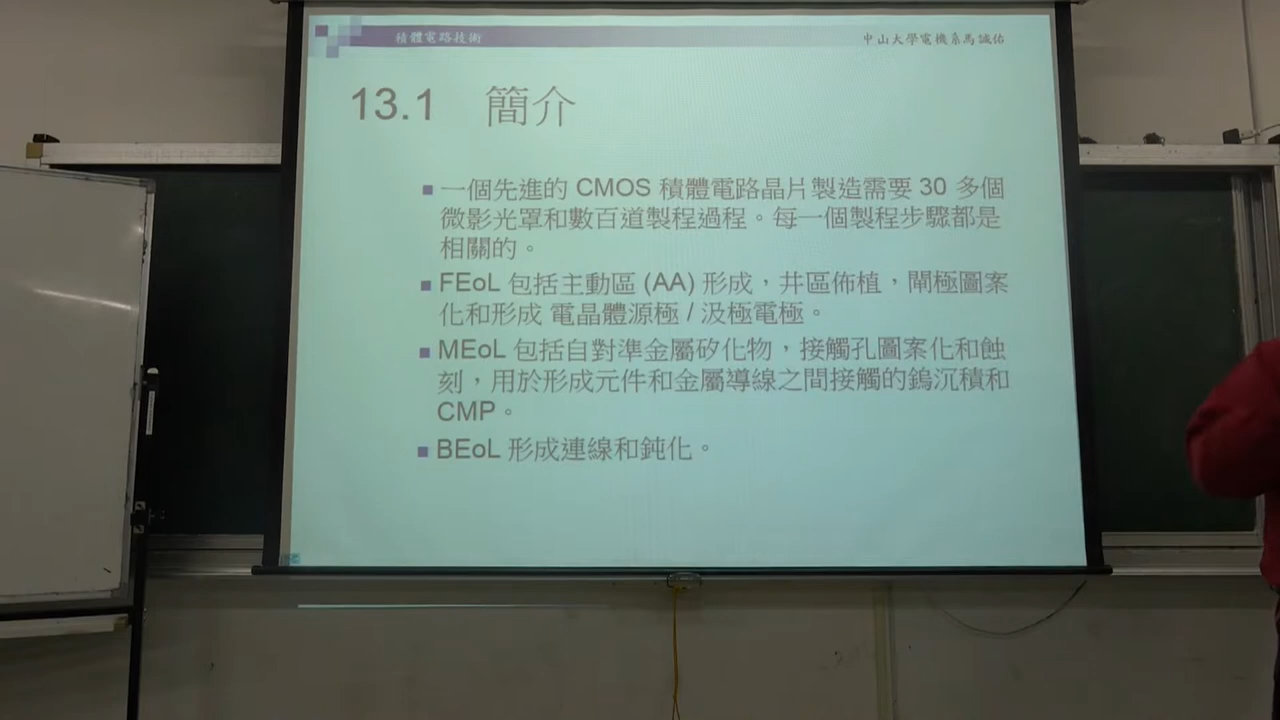 積體電路技術
中山大學電機系馬誠佑
13.1 簡介
一個先進的 CMOS 積體電路晶片製造需要 30 多個
微影光罩和數百道製程過程。每一個製程步驟都是
相關的。
FEoL 包括主動區 (AA) 形成，井區佈植，閘極圖案
化和形成 電晶體源極 / 汲極電極。
MEoL 包括自對準金屬矽化物，接觸孔圖案化和蝕
刻，用於形成元件和金屬導線之間接觸的鎢沉積和
CMP。
BEoL 形成連線和鈍化。